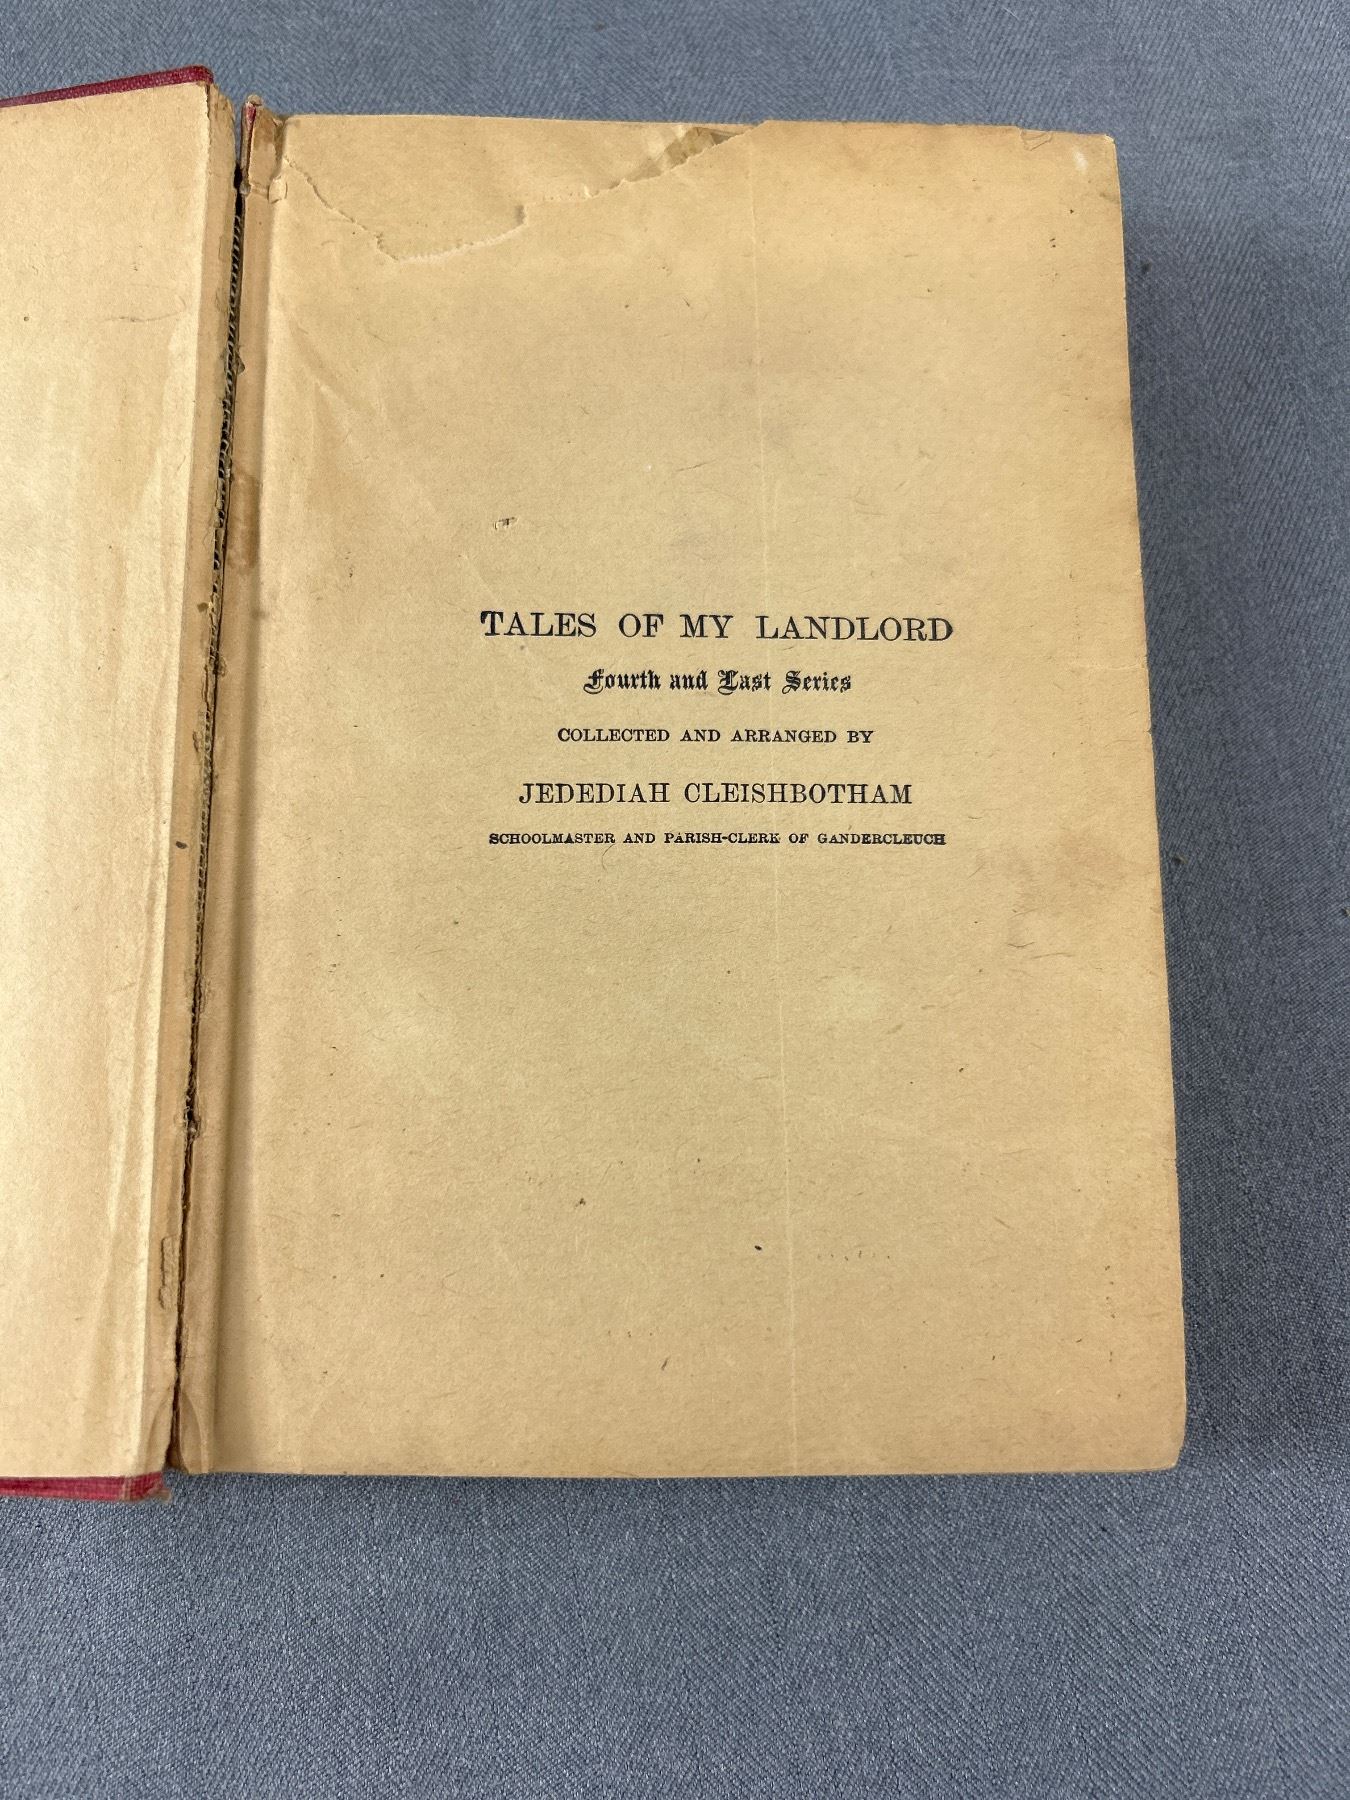 TALES OF MY LANDLORD
Fourth and Last Series
COLLECTED AND ARRANGED BY
JEDEDIAH CLEISHBOTHAM
SCHOOLMASTER AND PARISH-CLERK OF GANDERCLEUCH